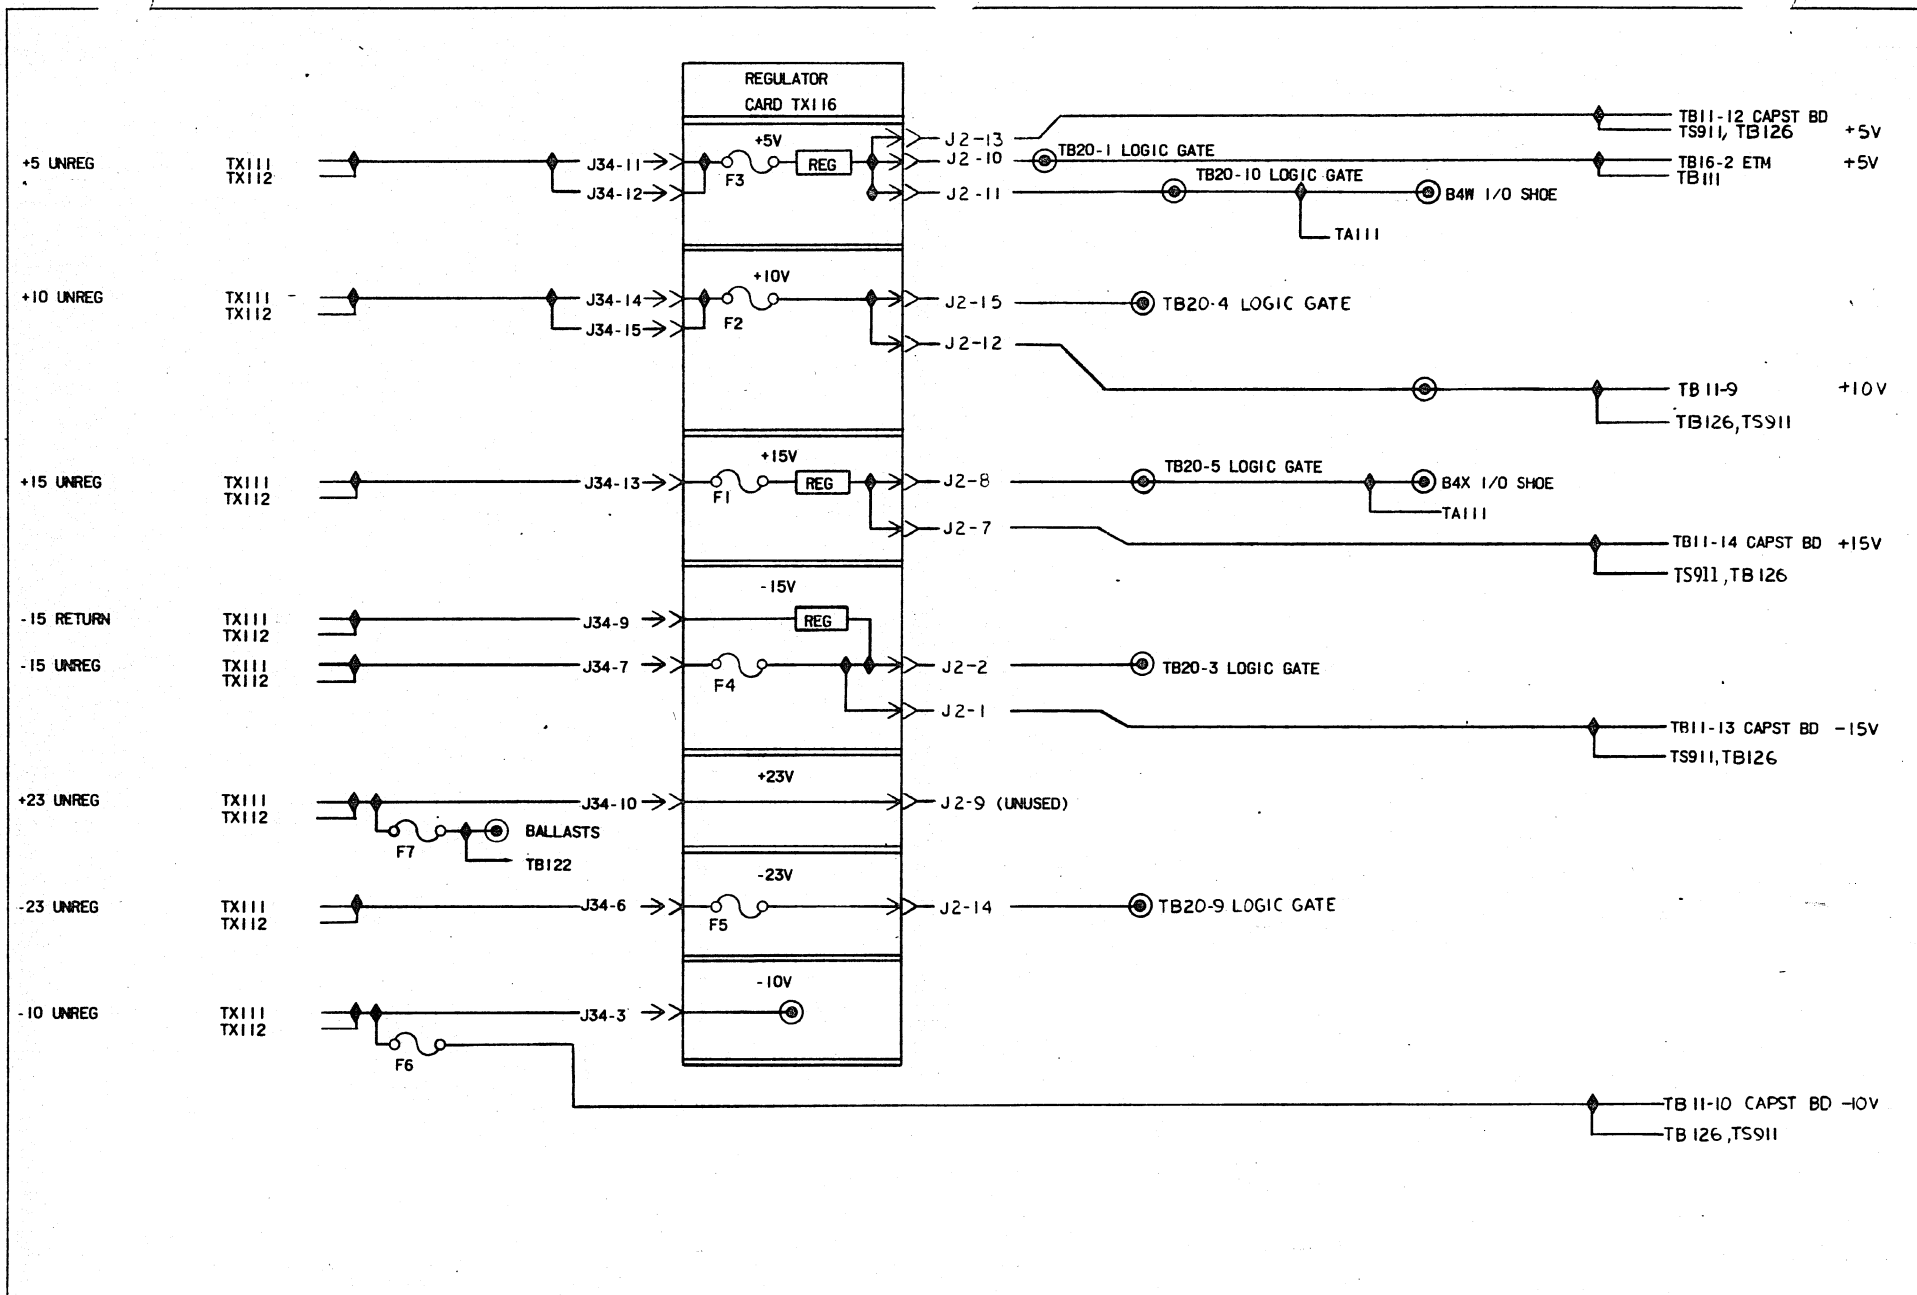 REGULATOR
CARD TX116
+5 UNREG
TX111
TX112
J34-11
J34-12
+5V
F3
REG
J2-13
J2-10
J2-11
TB20-1 LOGIC GATE
TB20-10 LOGIC GATE
B4W I/O SHOE
TA111
TB11-12 CAPST BD
TS911, TB126 +5V
TB16-2 ETM +5V
TB111
+10 UNREG
TX111
TX112
J34-14
J34-15
+10V
F2
J2-15
J2-12
TB20-4 LOGIC GATE
TB11-9 +10V
TB126,TS911
+15 UNREG
TX111
TX112
J34-13
+15V
F1
REG
J2-8
J2-7
TB20-5 LOGIC GATE
B4X I/O SHOE
TA111
TB11-14 CAPST BD +15V
TS911,TB126
-15 RETURN
TX111
TX112
J34-9
-15V
REG
-15 UNREG
TX111
TX112
J34-7
F4
J2-2
J2-1
TB20-3 LOGIC GATE
TB11-13 CAPST BD -15V
TS911,TB126
+23 UNREG
TX111
TX112
J34-10
+23V
J2-9 (UNUSED)
F7
BALLASTS
TB122
-23 UNREG
TX111
TX112
J34-6
-23V
F5
J2-14
TB20-9 LOGIC GATE
-10 UNREG
TX111
TX112
J34-3
-10V
F6
TB11-10 CAPST BD -10V
TB126,TS911